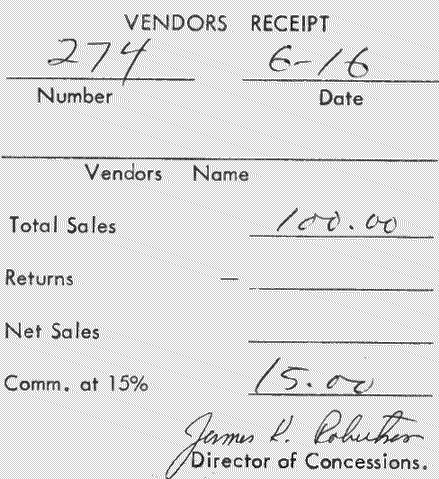 VENDORS RECEIPT
274 6-16
Number Date
Vendors Name
Total Sales 100.00
Returns –
Net Sales
Comm. at 15% 15.00
James K.
Director of Concessions.